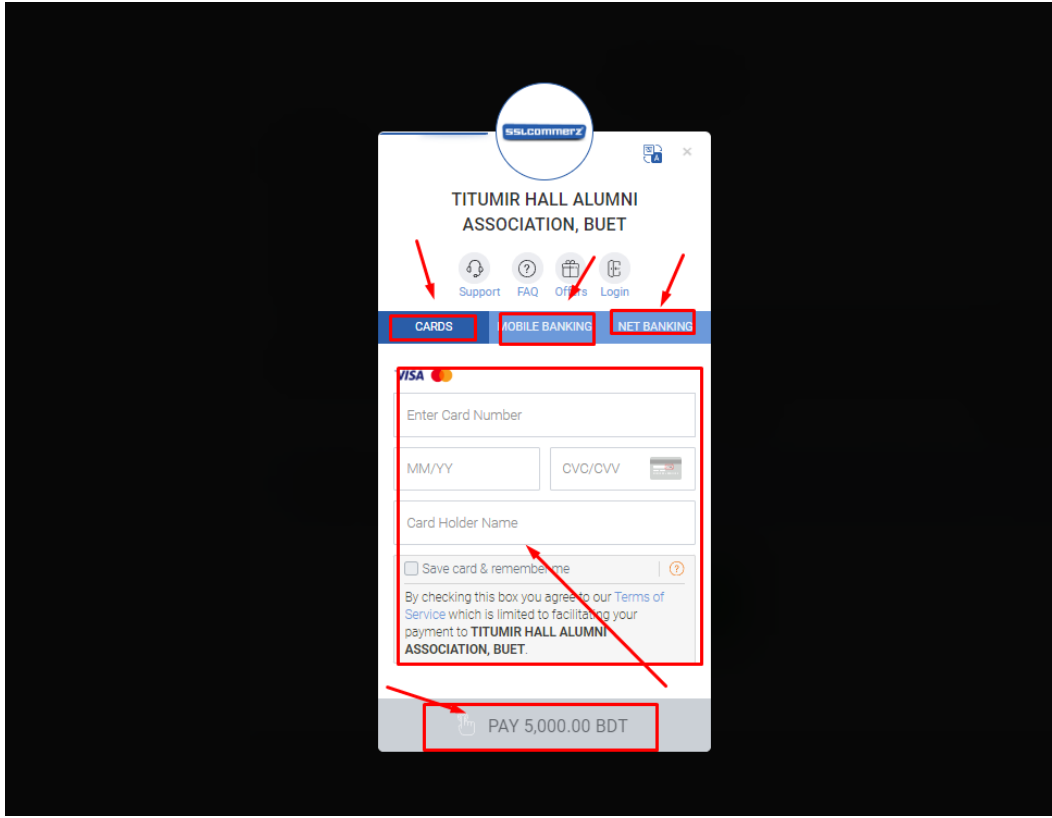 SSLCOMMERZ
TITUMIR HALL ALUMNI
ASSOCIATION, BUET
Support FAQ Offers Login
CARDS MOBILE BANKING NET BANKING
VISA
Enter Card Number
MM/YY CVC/CVV
Card Holder Name
Save card & remember me
By checking this box you agree to our Terms of
Service which is limited to facilitating your
payment to TITUMIR HALL ALUMNI
ASSOCIATION, BUET.
PAY 5,000.00 BDT